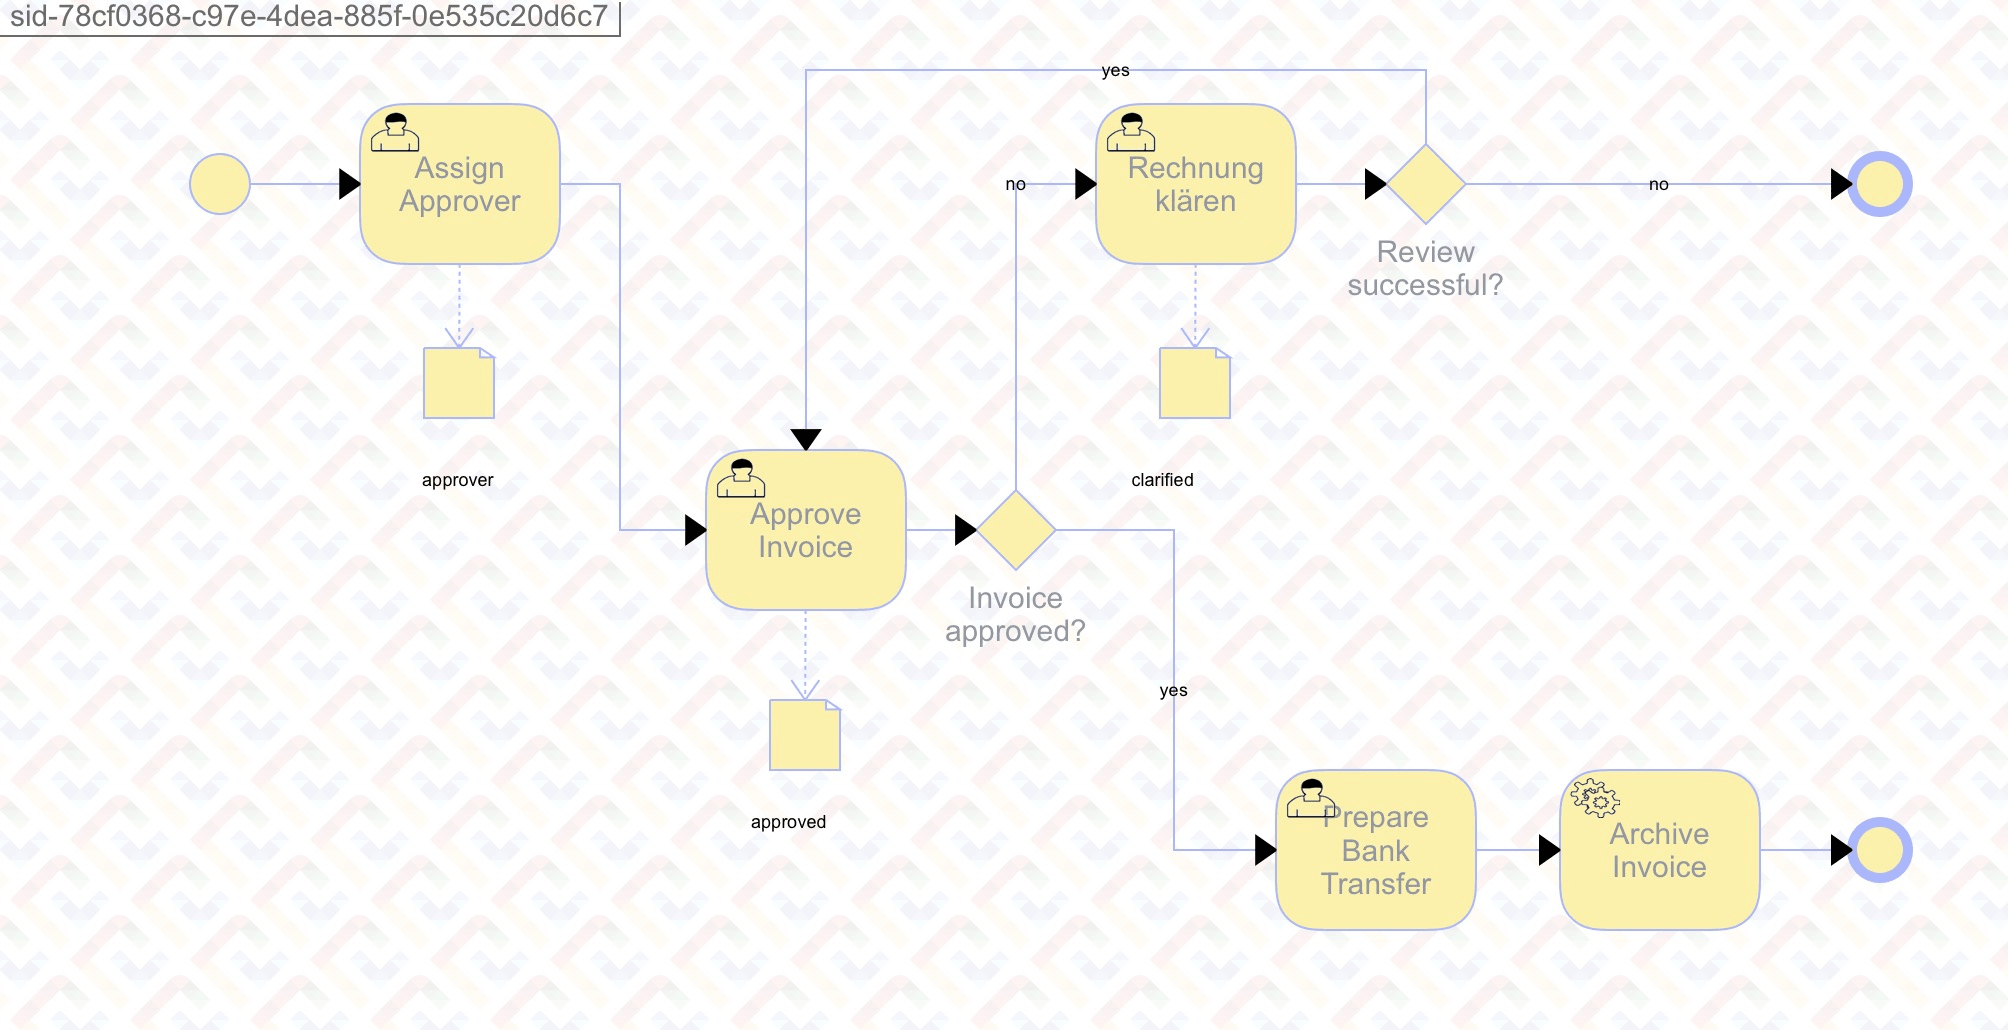 sid-78cf0368-c97e-4dea-885f-0e535c20d6c7
yes
Assign
Approver
no
Rechnung
klären
no
Review
successful?
approver
clarified
Approve
Invoice
Invoice
approved?
yes
approved
Prepare
Bank
Transfer
Archive
Invoice